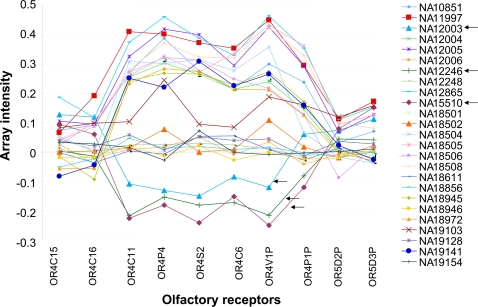 0.5
0.4
0.3
0.2
0.1
0
-0.1
-0.2
-0.3
Array intensity
OR4C15
OR4C16
OR4C11
OR4P4
OR4S2
OR4C6
OR4V1P
OR4P1P
OR5D2P
OR5D3P
Olfactory receptors
NA10851
NA11997
NA12003
NA12004
NA12005
NA12006
NA12246
NA12248
NA12865
NA15510
NA18501
NA18502
NA18504
NA18505
NA18506
NA18508
NA18611
NA18856
NA18945
NA18946
NA18972
NA19103
NA19128
NA19141
NA19154